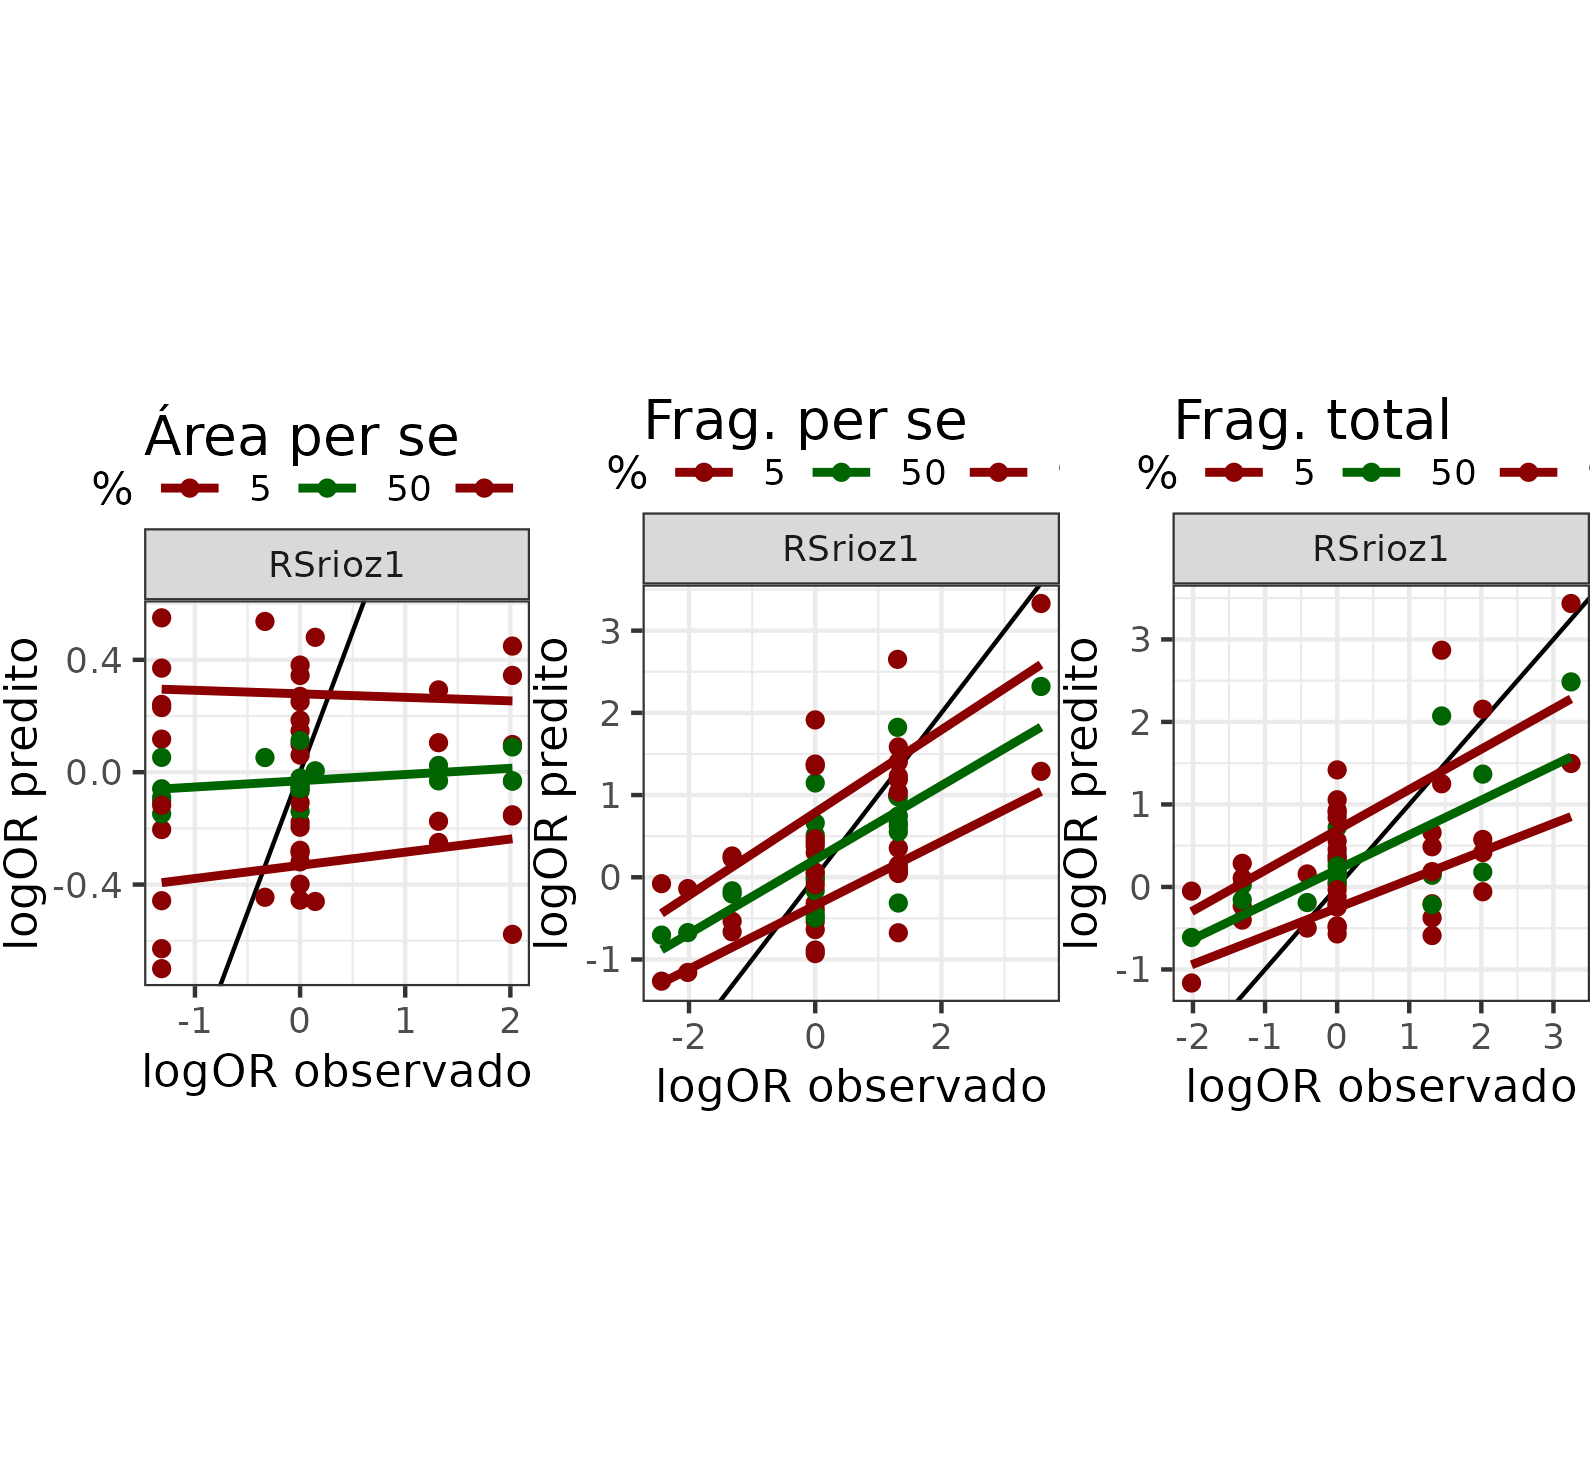 Área per se
% 5 50
RSrioz1
logOR predito
0.4
0.0
-0.4
-1 0 1 2
logOR observado
Frag. per se
% 5 50
RSrioz1
logOR predito
3
2
1
0
-1
-2 0 2
logOR observado
Frag. total
% 5 50
RSrioz1
logOR predito
3
2
1
0
-1
-2 -1 0 1 2 3
logOR observado